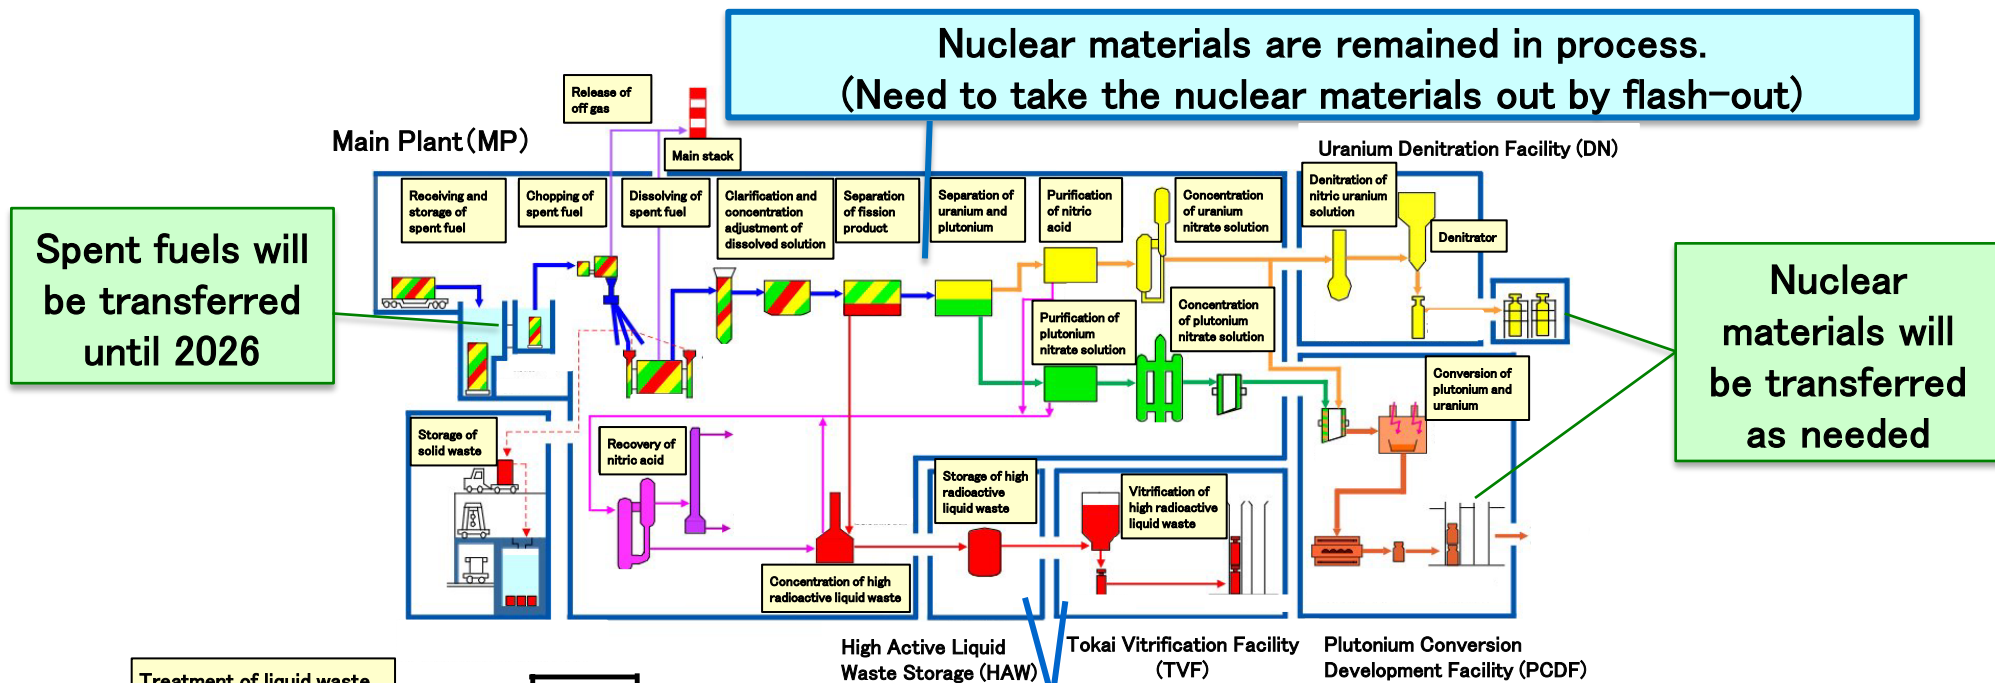 Nuclear materials are remained in process.
(Need to take the nuclear materials out by flash-out)
Release of
off gas
Main stack
Main Plant(MP)
Uranium Denitration Facility (DN)
Receiving and
storage of
spent fuel
Chopping of
spent fuel
Dissolving of
spent fuel
Clarification and
concentration
adjustment of
dissolved solution
Separation
of fission
product
Separation of
uranium and
plutonium
Purification
of nitric
acid
Concentration
of uranium
nitrate solution
Denitration of
nitric uranium
solution
Denitrator
Spent fuels will
be transferred
until 2026
Nuclear
materials will
be transferred
as needed
Purification of
plutonium
nitrate solution
Concentration
of plutonium
nitrate solution
Conversion of
plutonium and
uranium
Storage of
solid waste
Recovery of
nitric acid
Storage of high
radioactive
liquid waste
Vitrification of
high radioactive
liquid waste
Concentration of high
radioactive liquid waste
High Active Liquid
Waste Storage (HAW)
Tokai Vitrification Facility
(TVF)
Plutonium Conversion
Development Facility (PCDF)
Treatment of liquid waste